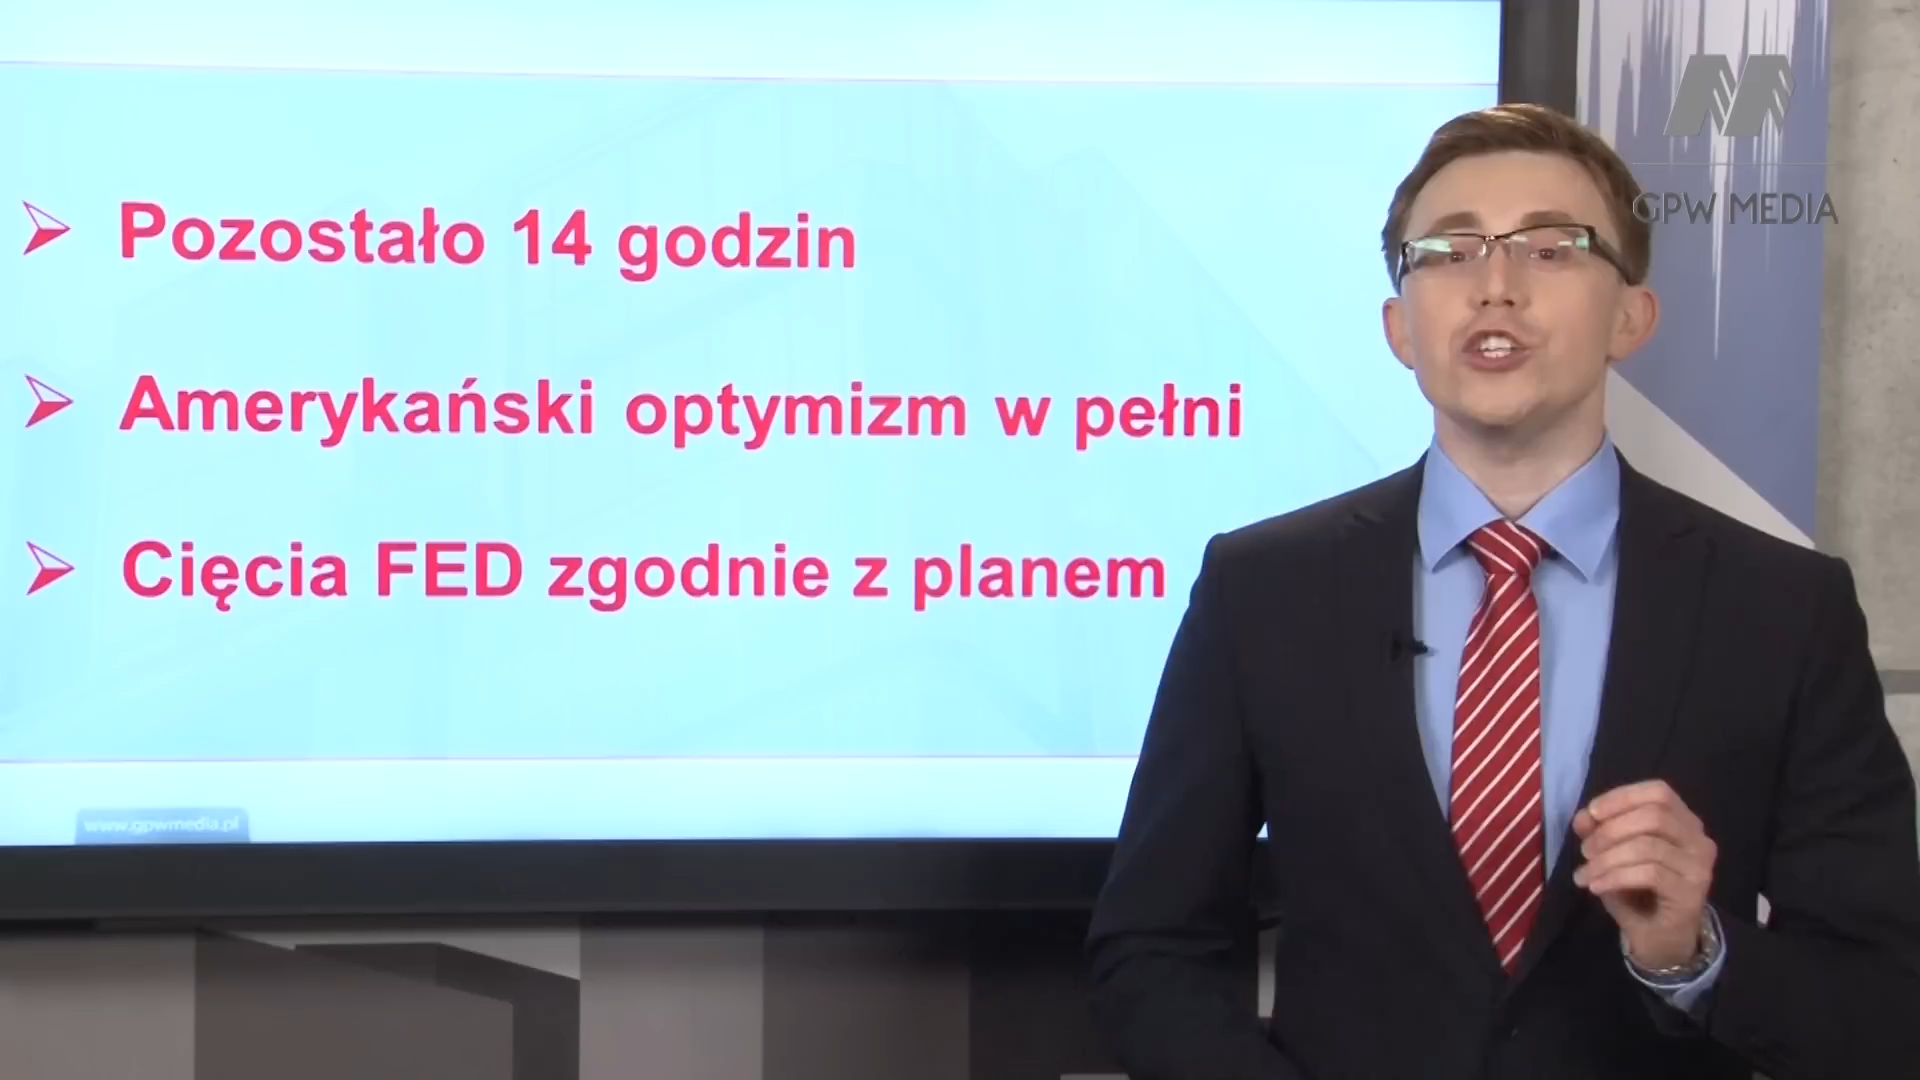 GPW MEDIA
Pozostało 14 godzin
Amerykański optymizm w pełni
Cięcia FED zgodnie z planem
www.gpwmedia.pl